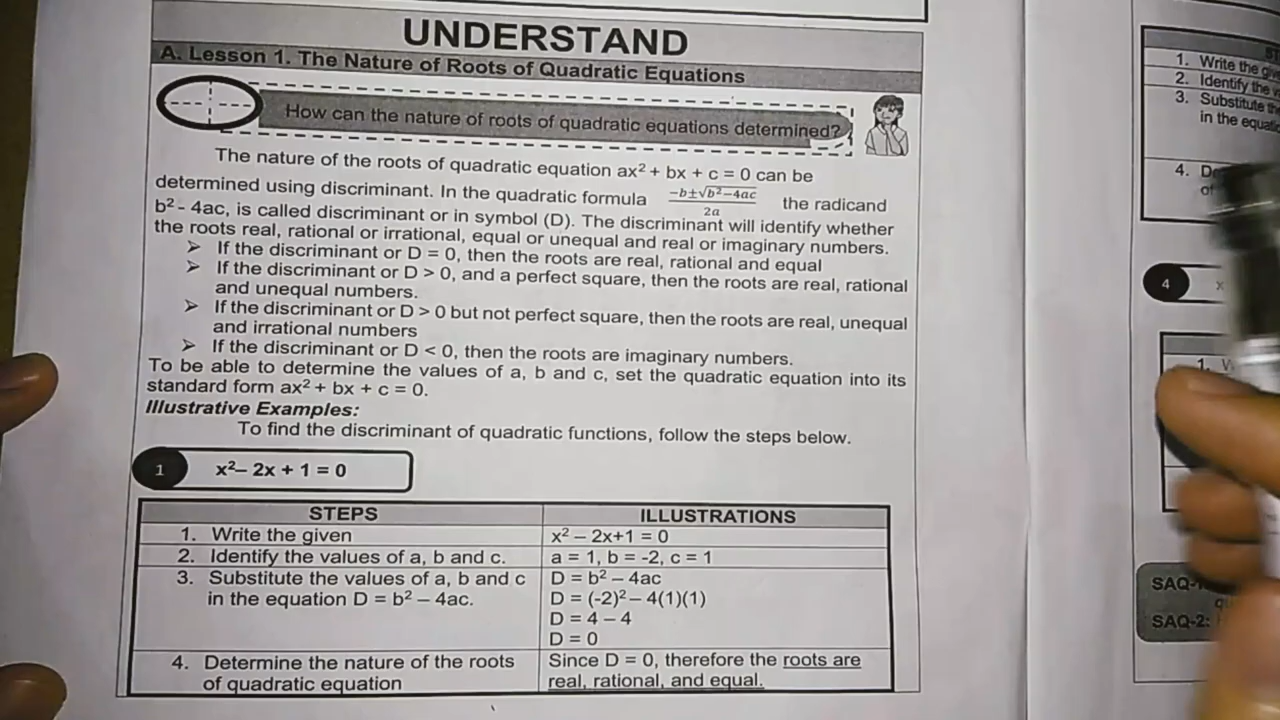 UNDERSTAND
A. Lesson 1. The Nature of Roots of Quadratic Equations
How can the nature of roots of quadratic equations determined?
The nature of the roots of quadratic equation ax² + bx + c = 0 can be
determined using discriminant. In the quadratic formula −b±√b²−4ac / 2a the radicand
b² - 4ac, is called discriminant or in symbol (D). The discriminant will identify whether
the roots real, rational or irrational, equal or unequal and real or imaginary numbers.
➢ If the discriminant or D = 0, then the roots are real, rational and equal
➢ If the discriminant or D > 0, and a perfect square, then the roots are real, rational
and unequal numbers.
➢ If the discriminant or D > 0 but not perfect square, then the roots are real, unequal
and irrational numbers
➢ If the discriminant or D < 0, then the roots are imaginary numbers.
To be able to determine the values of a, b and c, set the quadratic equation into its
standard form ax² + bx + c = 0.
Illustrative Examples:
To find the discriminant of quadratic functions, follow the steps below.
1 x²– 2x + 1 = 0
STEPS ILLUSTRATIONS
1. Write the given x² – 2x+1 = 0
2. Identify the values of a, b and c. a = 1, b = -2, c = 1
3. Substitute the values of a, b and c D = b² – 4ac
in the equation D = b² – 4ac. D = (-2)² – 4(1)(1)
D = 4 – 4
D = 0
4. Determine the nature of the roots Since D = 0, therefore the roots are
of quadratic equation real, rational, and equal.
1. Write the
2. Identify the
3. Substitute
in the
4.
4 x
1.
SAQ-
SAQ-2: